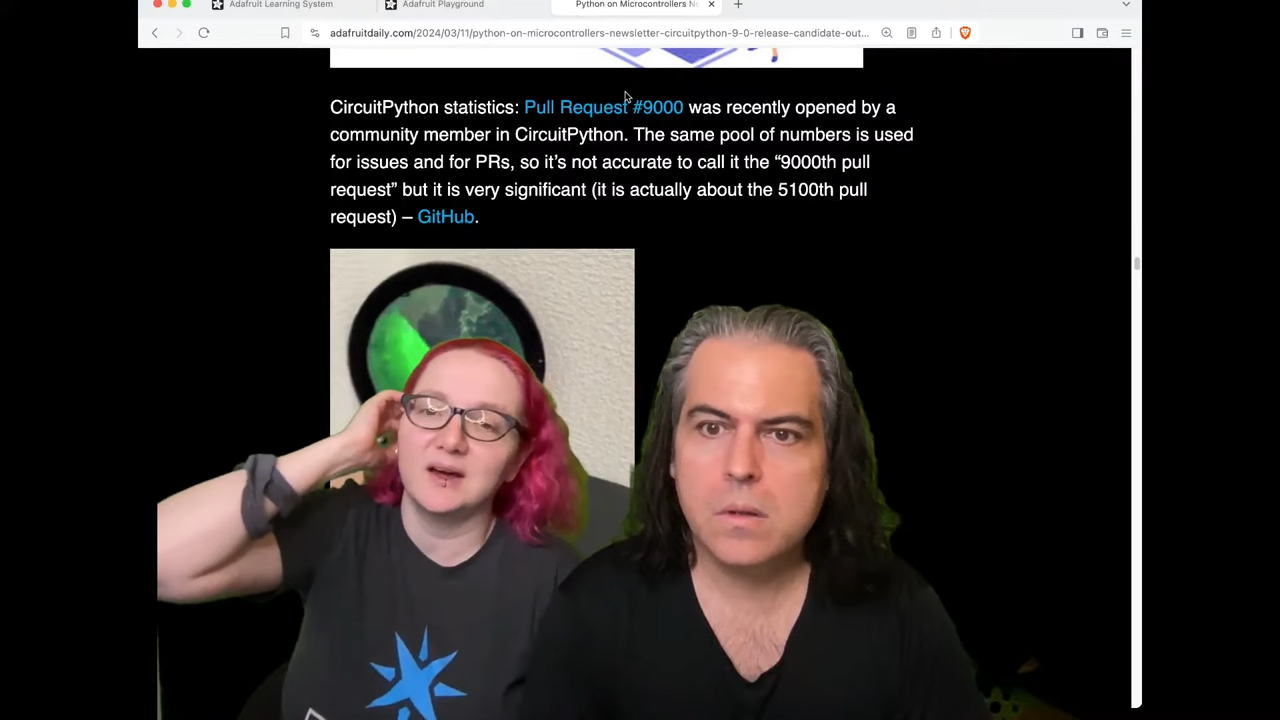 Adafruit Learning System
Adafruit Playground
Python on Microcontrollers Ne
adafruitdaily.com/2024/03/11/python-on-microcontrollers-newsletter-circuitpython-9-0-release-candidate-out...
CircuitPython statistics: Pull Request #9000 was recently opened by a
community member in CircuitPython. The same pool of numbers is used
for issues and for PRs, so it’s not accurate to call it the “9000th pull
request” but it is very significant (it is actually about the 5100th pull
request) – GitHub.